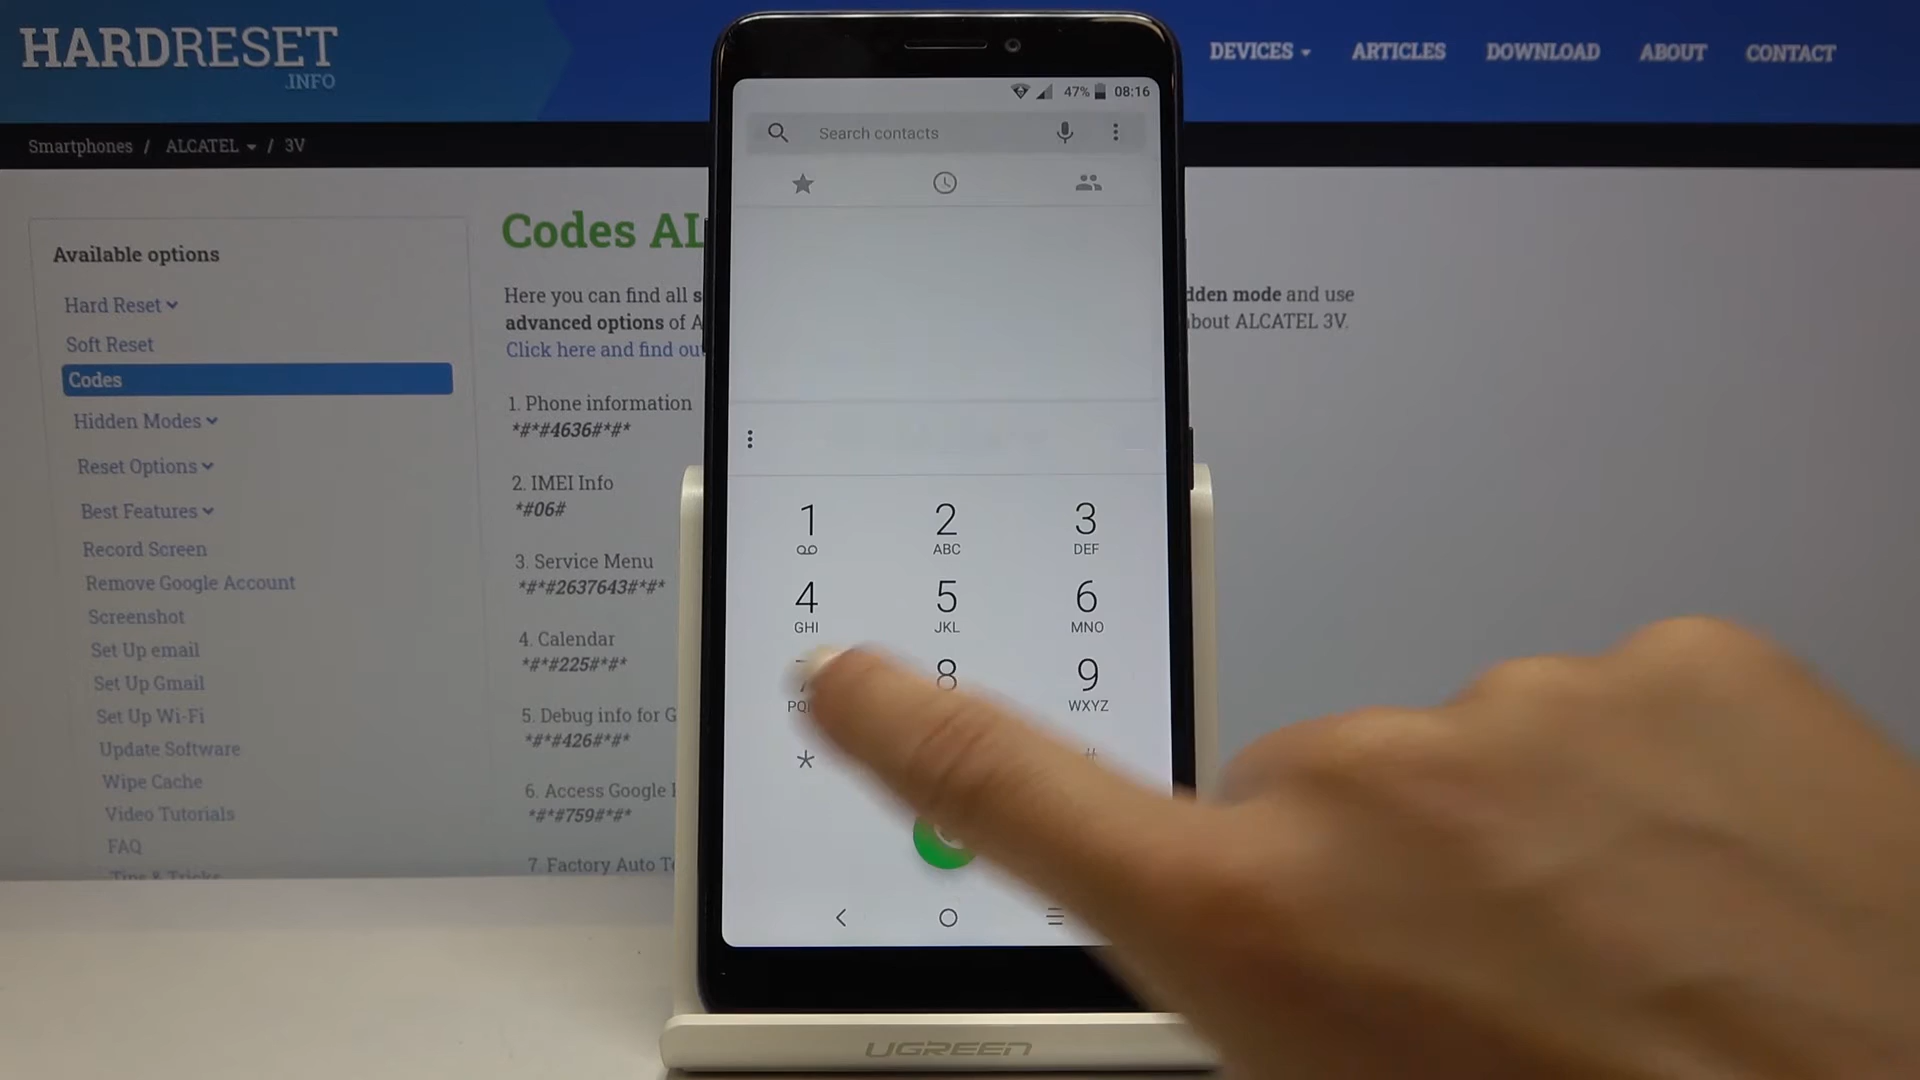 HARDRESET
.INFO
DEVICES
ARTICLES
DOWNLOAD
ABOUT
CONTACT
Smartphones / ALCATEL / 3V
Available options
Hard Reset
Soft Reset
Codes
Hidden Modes
Reset Options
Best Features
Record Screen
Remove Google Account
Screenshot
Set Up email
Set Up Gmail
Set Up Wi-Fi
Update Software
Wipe Cache
Video Tutorials
FAQ
Tips & Tricks
Codes AL
Here you can find all s
dden mode and use
advanced options of A
bout ALCATEL 3V.
Click here and find ou
1. Phone information
*#*#4636#*#*
2. IMEI Info
*#06#
3. Service Menu
*#*#2637643#*#*
4. Calendar
*#*#225#*#*
5. Debug info for G
*#*#426#*#*
6. Access Google
*#*#759#*#*
7. Factory Auto Te
47% 08:16
Search contacts
1 2 3
ABC DEF
4 5 6
GHI JKL MNO
7 8 9
PQ WXYZ
* #
UGREEN